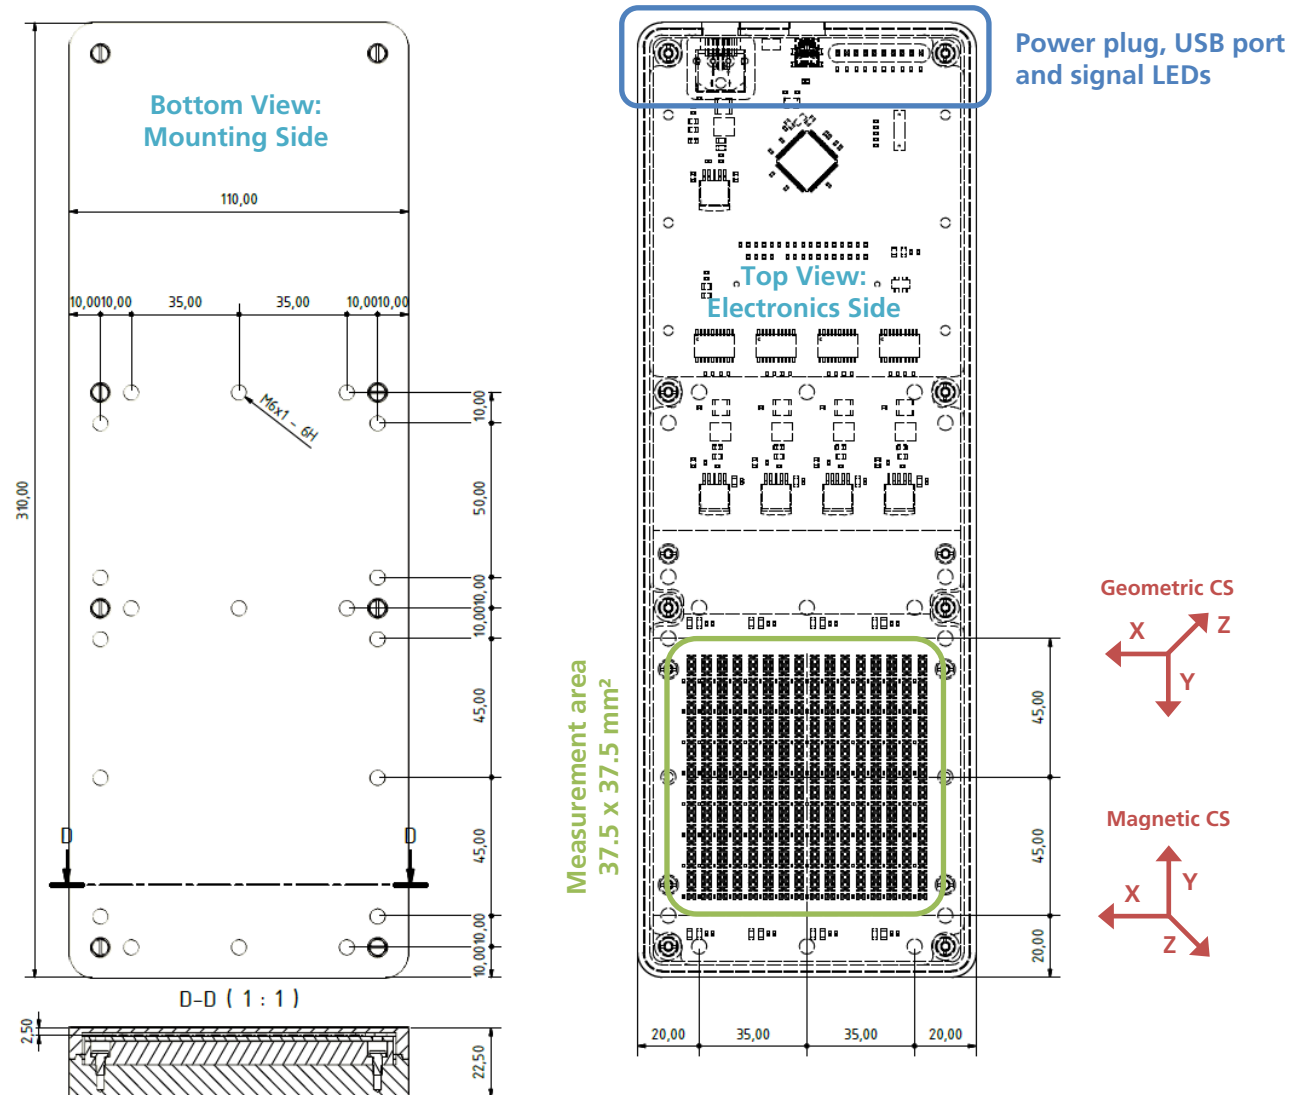 Power plug, USB port
and signal LEDs
Bottom View:
Mounting Side
110,00
10,00 10,00 35,00 35,00 10,00 10,00
M6x1 - 6H
310,00
10,00
50,00
10,00 10,00
45,00
45,00
10,00 10,00
D D
D-D ( 1 : 1 )
2,50
22,50
Top View:
Electronics Side
Measurement area
37.5 x 37.5 mm²
45,00
45,00
20,00
20,00 35,00 35,00 20,00
Geometric CS
X Z
Y
Magnetic CS
Y
X
Z